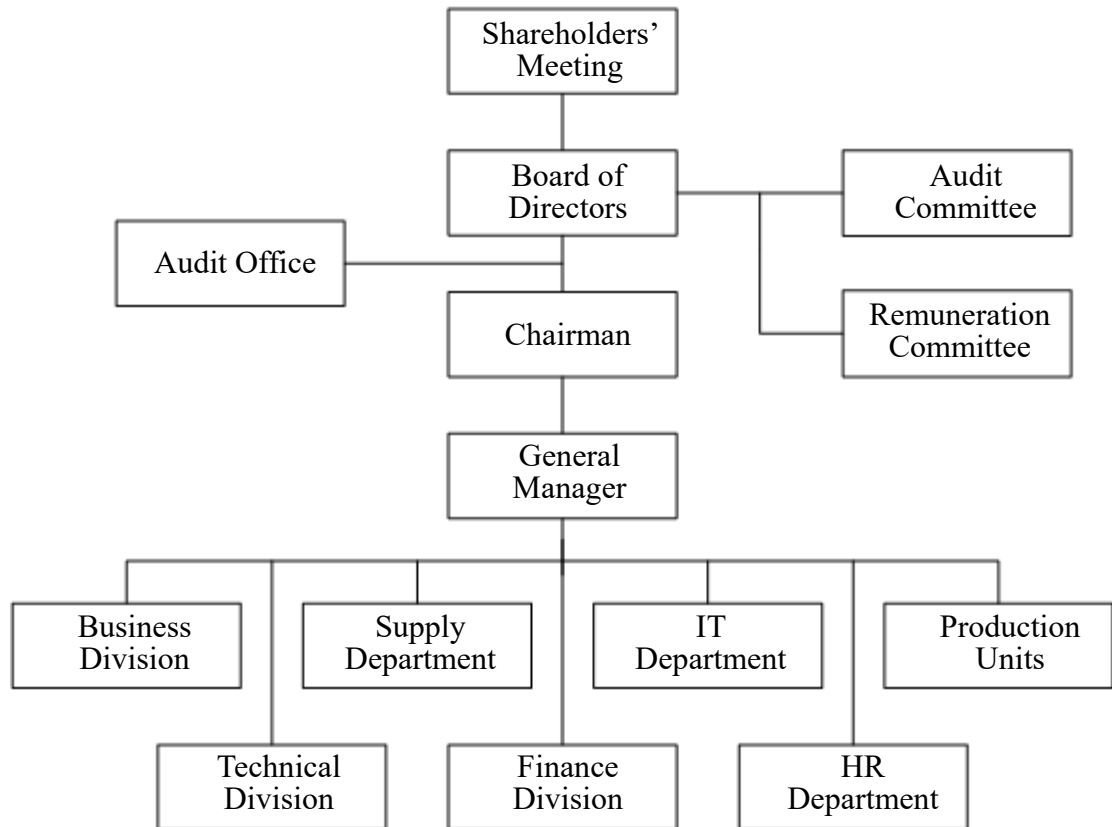 Shareholders’
Meeting
Board of
Directors
Audit
Committee
Audit Office
Remuneration
Committee
Chairman
General
Manager
Business
Division
Supply
Department
IT
Department
Production
Units
Technical
Division
Finance
Division
HR
Department